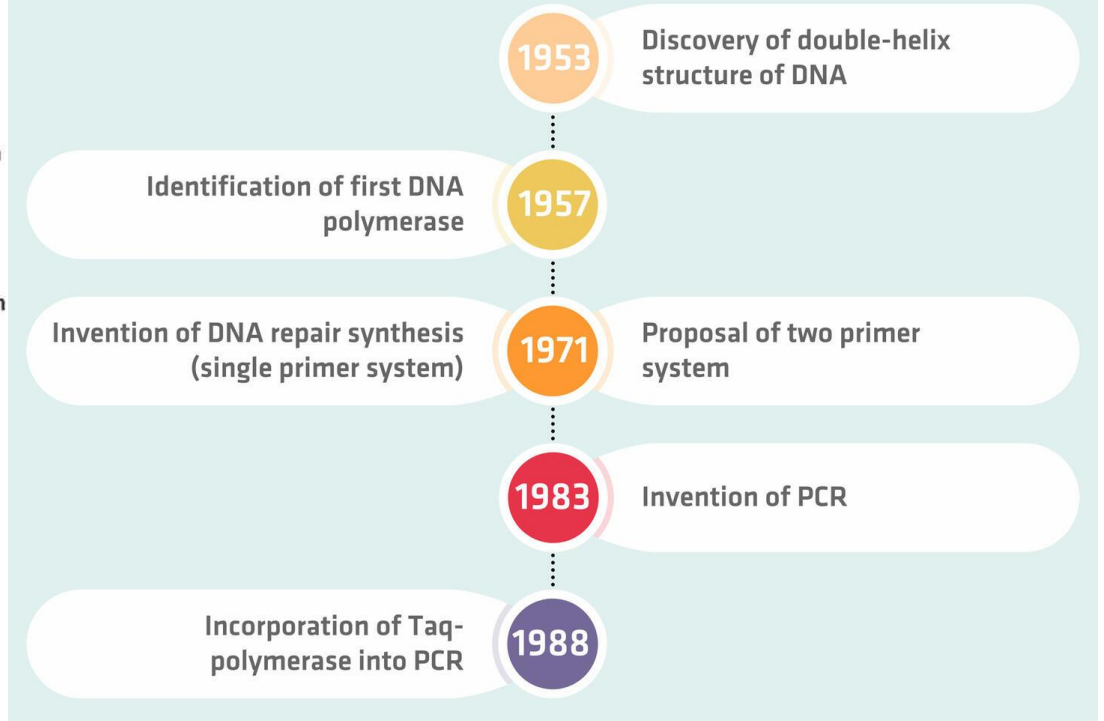 1953
Discovery of double-helix
structure of DNA
Identification of first DNA
polymerase
1957
Invention of DNA repair synthesis
(single primer system)
1971
Proposal of two primer
system
1983
Invention of PCR
Incorporation of Taq-
polymerase into PCR
1988